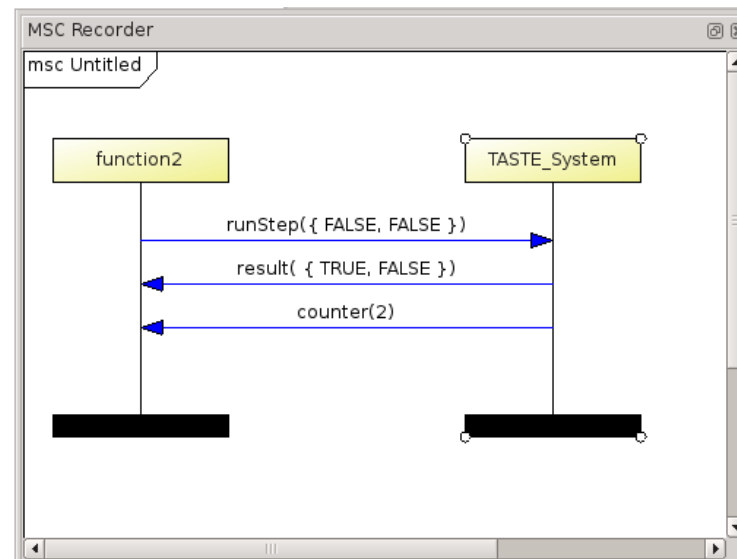 MSC Recorder
msc Untitled
function2
TASTE_System
runStep({ FALSE, FALSE })
result( { TRUE, FALSE })
counter(2)